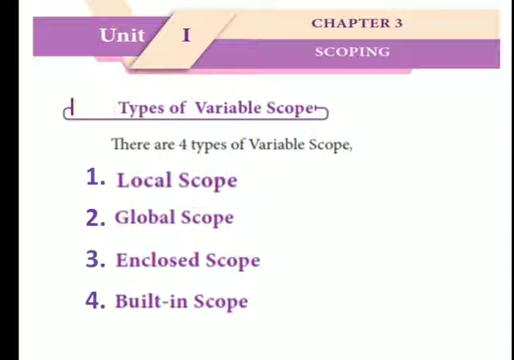 Unit I
CHAPTER 3
SCOPING
Types of Variable Scope
There are 4 types of Variable Scope,
1. Local Scope
2. Global Scope
3. Enclosed Scope
4. Built-in Scope